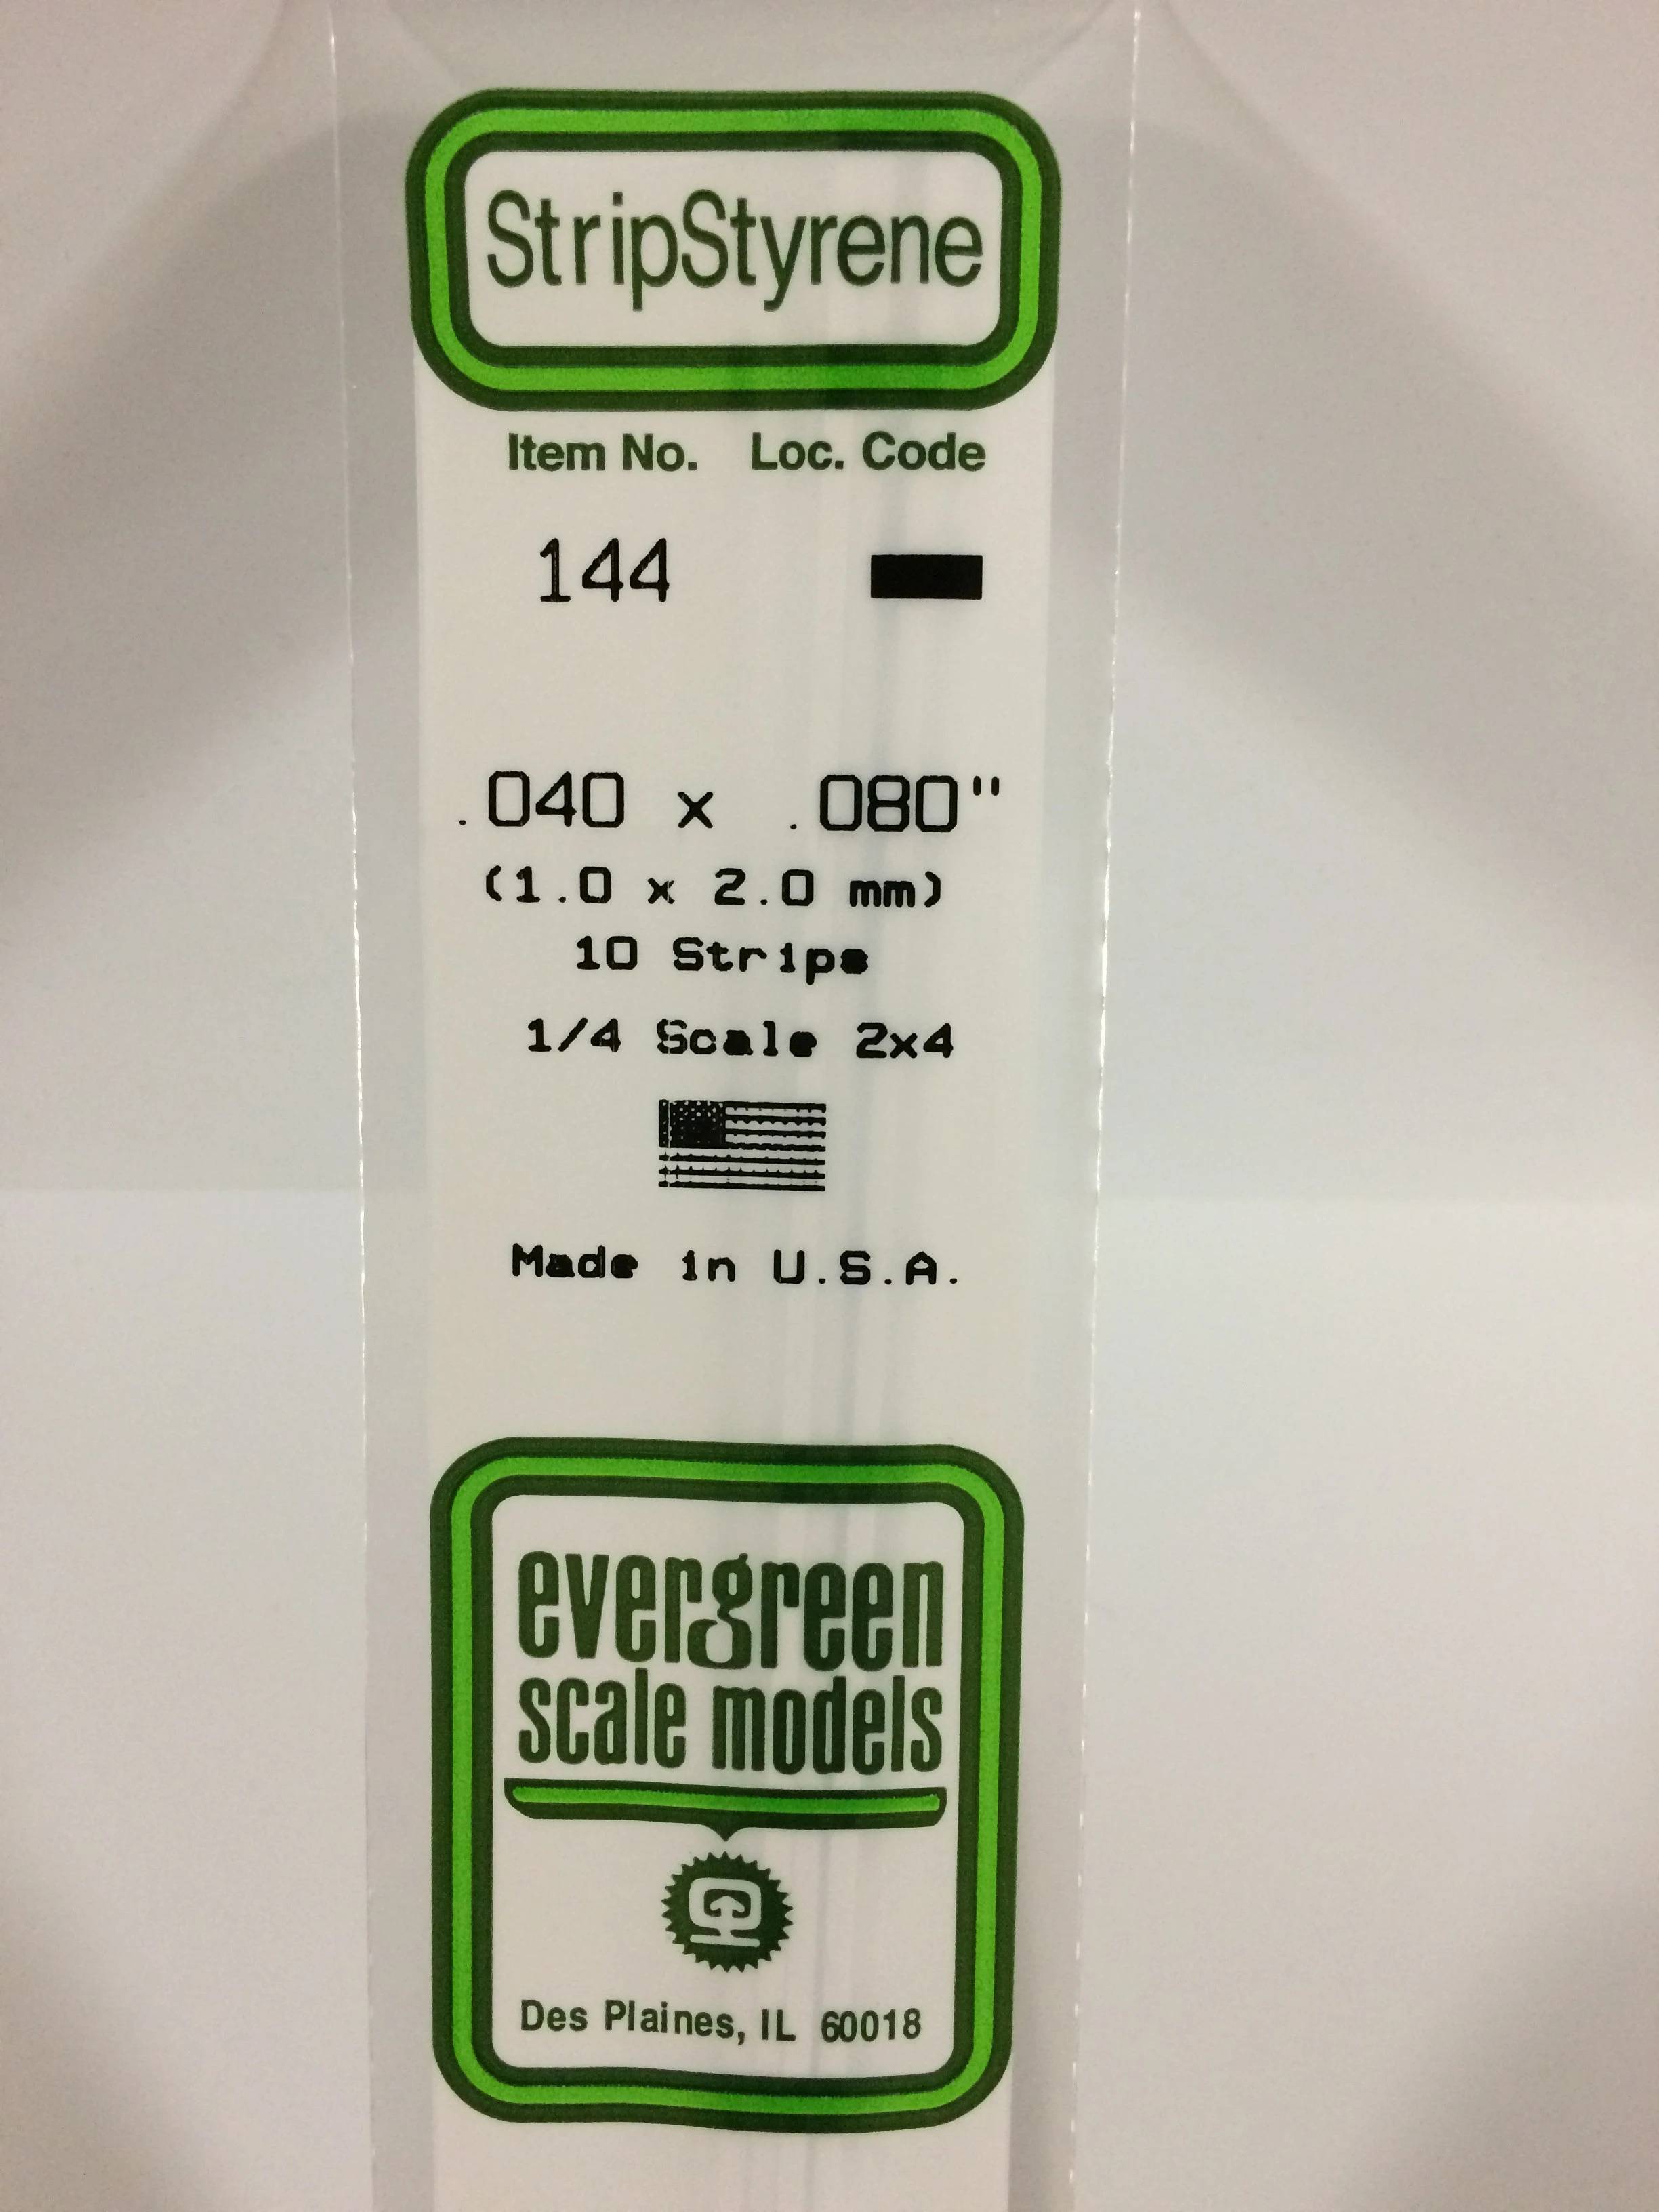 StripStyrene
Item No. Loc. Code
144
.040 x .080"
(1.0 x 2.0 mm)
10 Strips
1/4 Scale 2x4
Made in U.S.A.
evergreen
scale models
Des Plaines, IL 60018